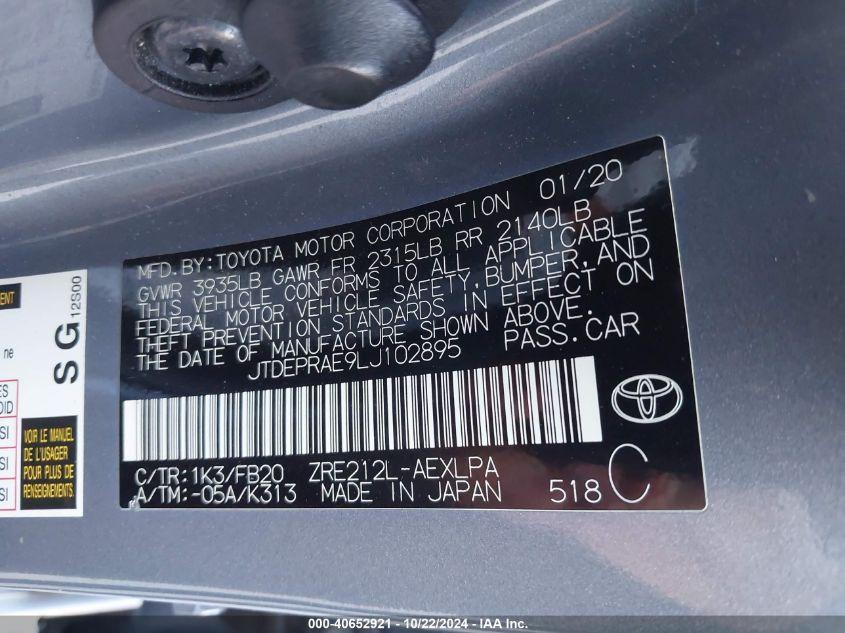 MFD.BY:TOYOTA MOTOR CORPORATION 01/20
GVWR 3935LB GAWR FR 2315LB RR 2140LB
THIS VEHICLE CONFORMS TO ALL APPLICABLE
FEDERAL MOTOR VEHICLE SAFETY,BUMPER,AND
THEFT PREVENTION STANDARDS IN EFFECT ON
THE DATE OF MANUFACTURE SHOWN ABOVE.
JTDEPRAE9LJ102895 PASS.CAR
C/TR:1K3/FB20 ZRE212L-AEXLPA
A/TM:-05A/K313 MADE IN JAPAN 518 C
SG 12S00
ne
VOIR LE MANUEL
DE L'USAGER
POUR PLUS DE
RENSEIGNEMENTS.
000-40652921 - 10/22/2024 - IAA Inc.